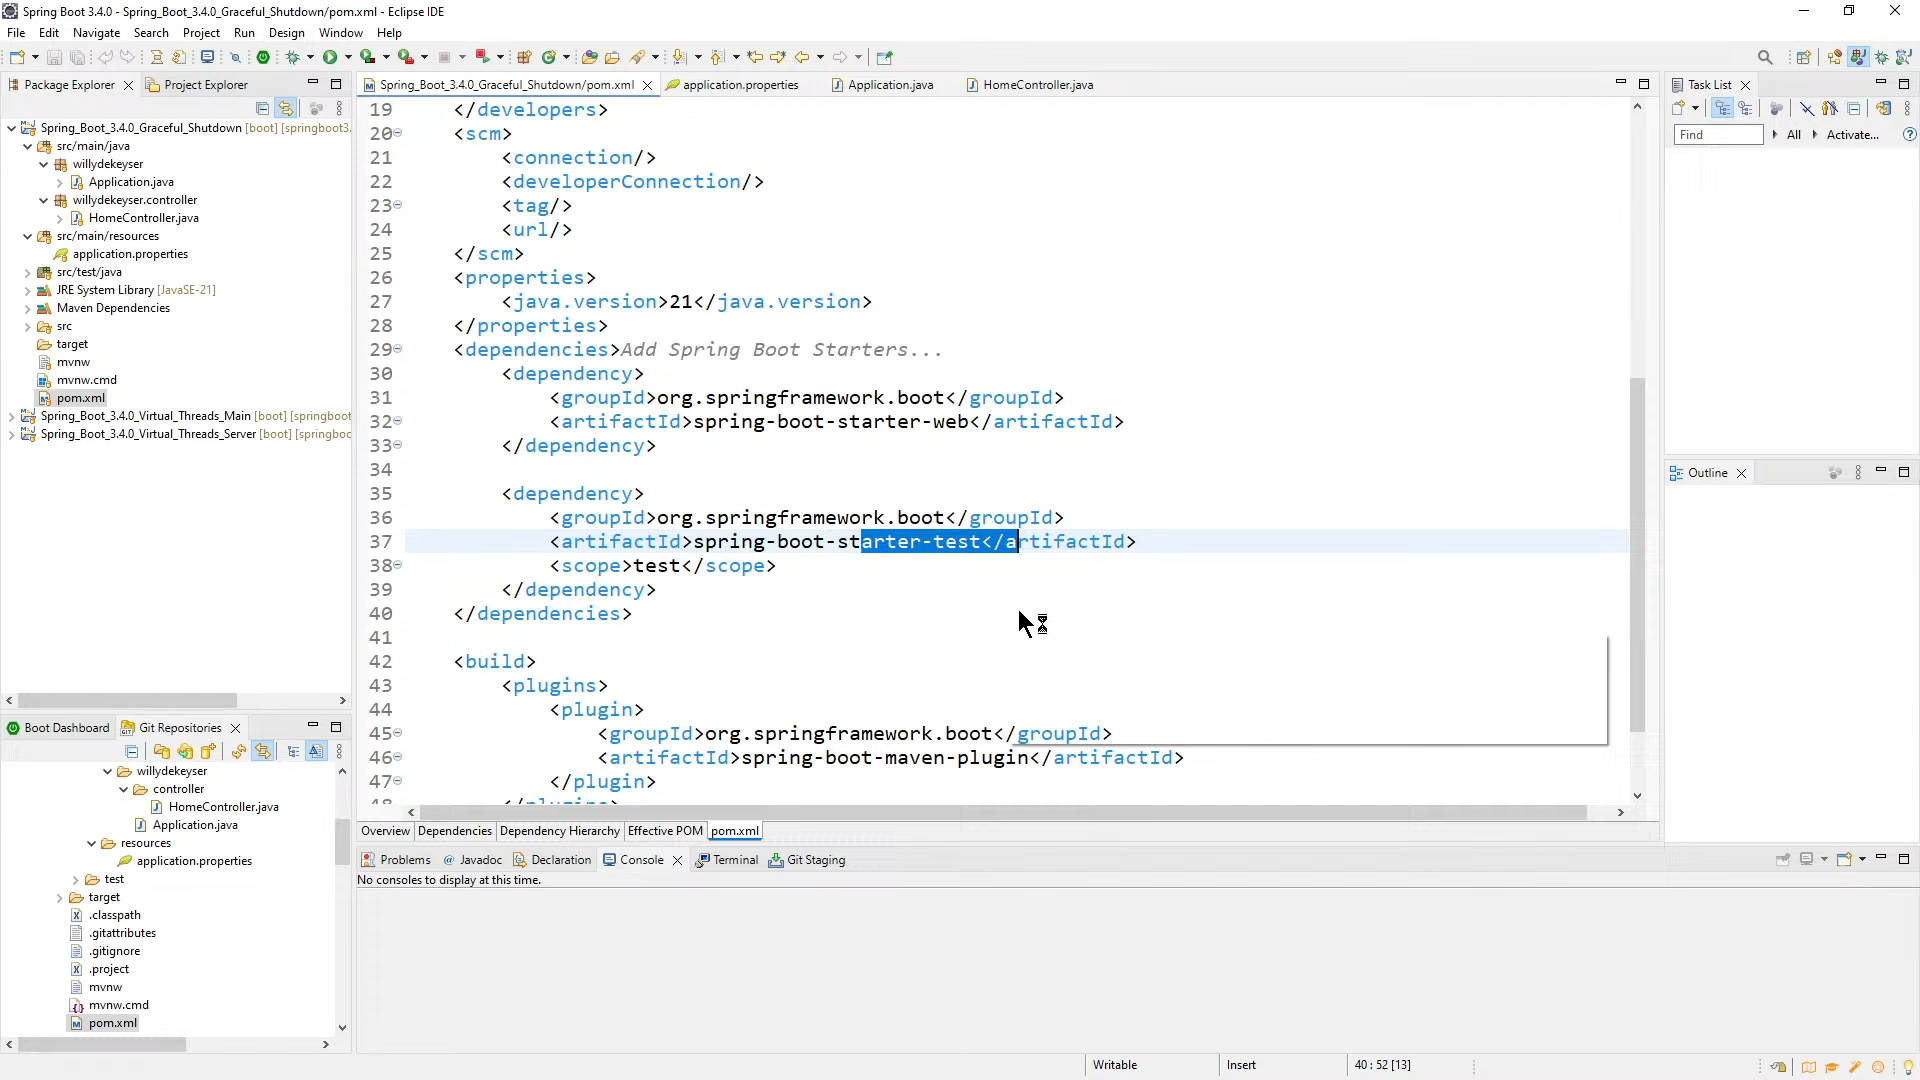 Spring Boot 3.4.0 - Spring_Boot_3.4.0_Graceful_Shutdown/pom.xml - Eclipse IDE
File Edit Navigate Search Project Run Design Window Help
Package Explorer Project Explorer
Spring_Boot_3.4.0_Graceful_Shutdown [boot] [springboot3.
src/main/java
willydekeyser
Application.java
willydekeyser.controller
HomeController.java
src/main/resources
application.properties
src/test/java
JRE System Library [JavaSE-21]
Maven Dependencies
src
target
mvnw
mvnw.cmd
pom.xml
Spring_Boot_3.4.0_Virtual_Threads_Main [boot] [springboot
Spring_Boot_3.4.0_Virtual_Threads_Server [boot] [springboo
Boot Dashboard Git Repositories
willydekeyser
controller
HomeController.java
Application.java
resources
application.properties
test
target
.classpath
.gitattributes
.gitignore
.project
mvnw
mvnw.cmd
pom.xml
Spring_Boot_3.4.0_Graceful_Shutdown/pom.xml application.properties Application.java HomeController.java
19 </developers>
20 <scm>
21 <connection/>
22 <developerConnection/>
23 <tag/>
24 <url/>
25 </scm>
26 <properties>
27 <java.version>21</java.version>
28 </properties>
29 <dependencies>Add Spring Boot Starters...
30 <dependency>
31 <groupId>org.springframework.boot</groupId>
32 <artifactId>spring-boot-starter-web</artifactId>
33 </dependency>
34
35 <dependency>
36 <groupId>org.springframework.boot</groupId>
37 <artifactId>spring-boot-starter-test</artifactId>
38 <scope>test</scope>
39 </dependency>
40 </dependencies>
41
42 <build>
43 <plugins>
44 <plugin>
45 <groupId>org.springframework.boot</groupId>
46 <artifactId>spring-boot-maven-plugin</artifactId>
47 </plugin>
48 </plugins>
Overview Dependencies Dependency Hierarchy Effective POM pom.xml
Problems Javadoc Declaration Console Terminal Git Staging
No consoles to display at this time.
Task List
Find All Activate...
Outline
Writable Insert 40 : 52 [13]